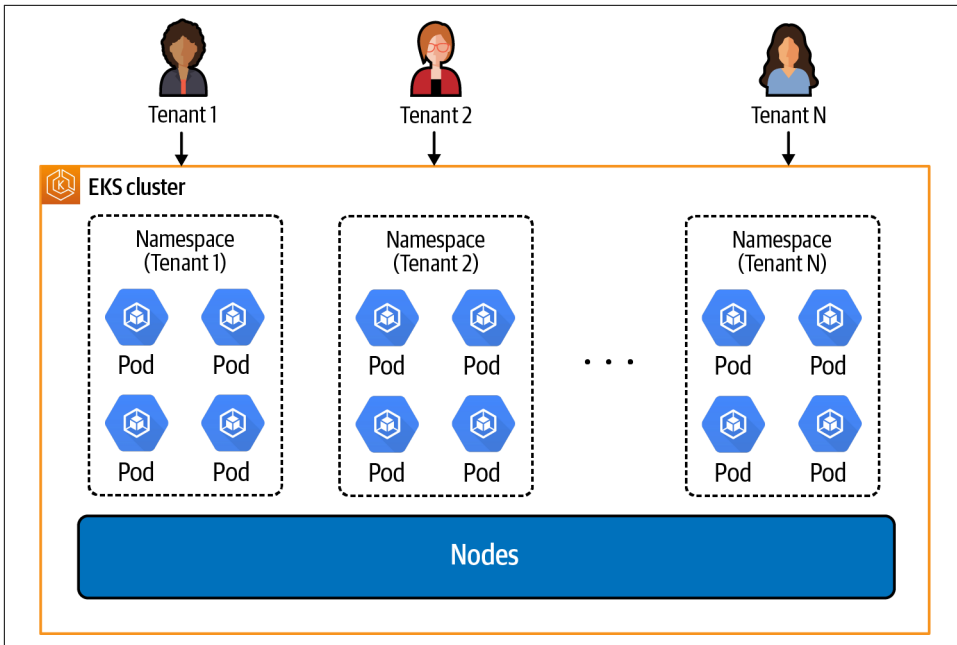 Tenant 1
Tenant 2
Tenant N
K
EKS cluster
Namespace
(Tenant 1)
Namespace
(Tenant 2)
Namespace
(Tenant N)
Pod
Pod
Pod
Pod
. . .
Pod
Pod
Pod
Pod
Pod
Pod
Pod
Pod
Nodes